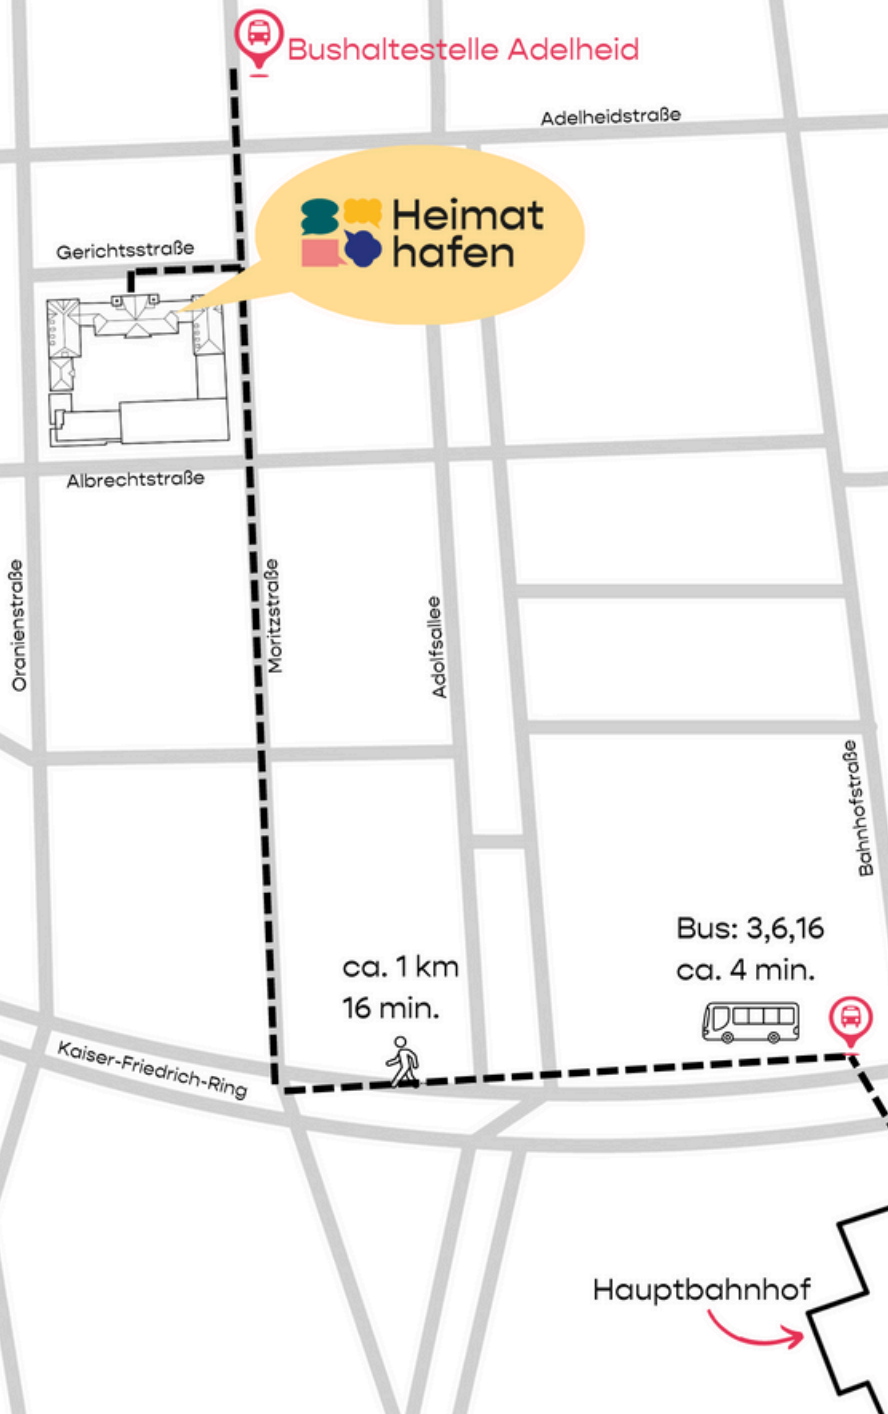 Bushaltestelle Adelheid
Adelheidstraße
Heimat
hafen
Gerichtsstraße
Albrechtstraße
Oranienstraße
Moritzstraße
Adolfsallee
Bahnhofstraße
Bus: 3,6,16
ca. 4 min.
ca. 1 km
16 min.
Kaiser-Friedrich-Ring
Hauptbahnhof